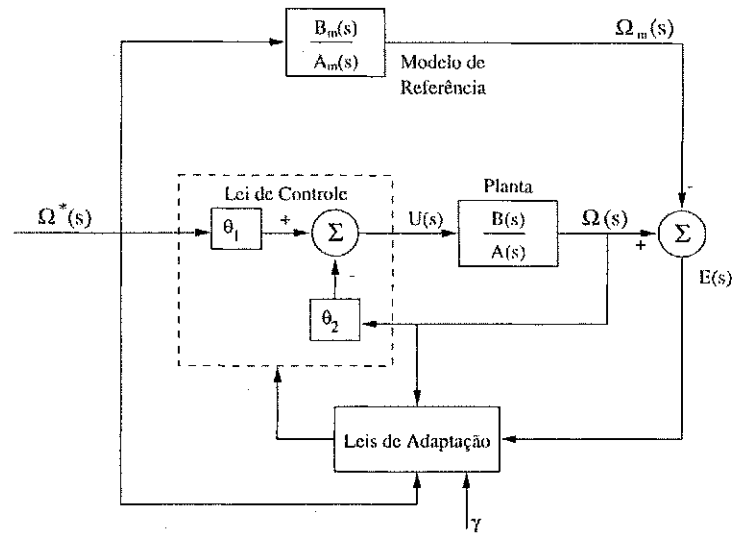 B_m(s)
A_m(s)
Ω_m(s)
Modelo de
Referência
-
Lei de Controle
Planta
Ω*(s)
θ_1
+
Σ
U(s)
B(s)
A(s)
Ω(s)
+
Σ
-
E(s)
θ_2
Leis de Adaptação
γ